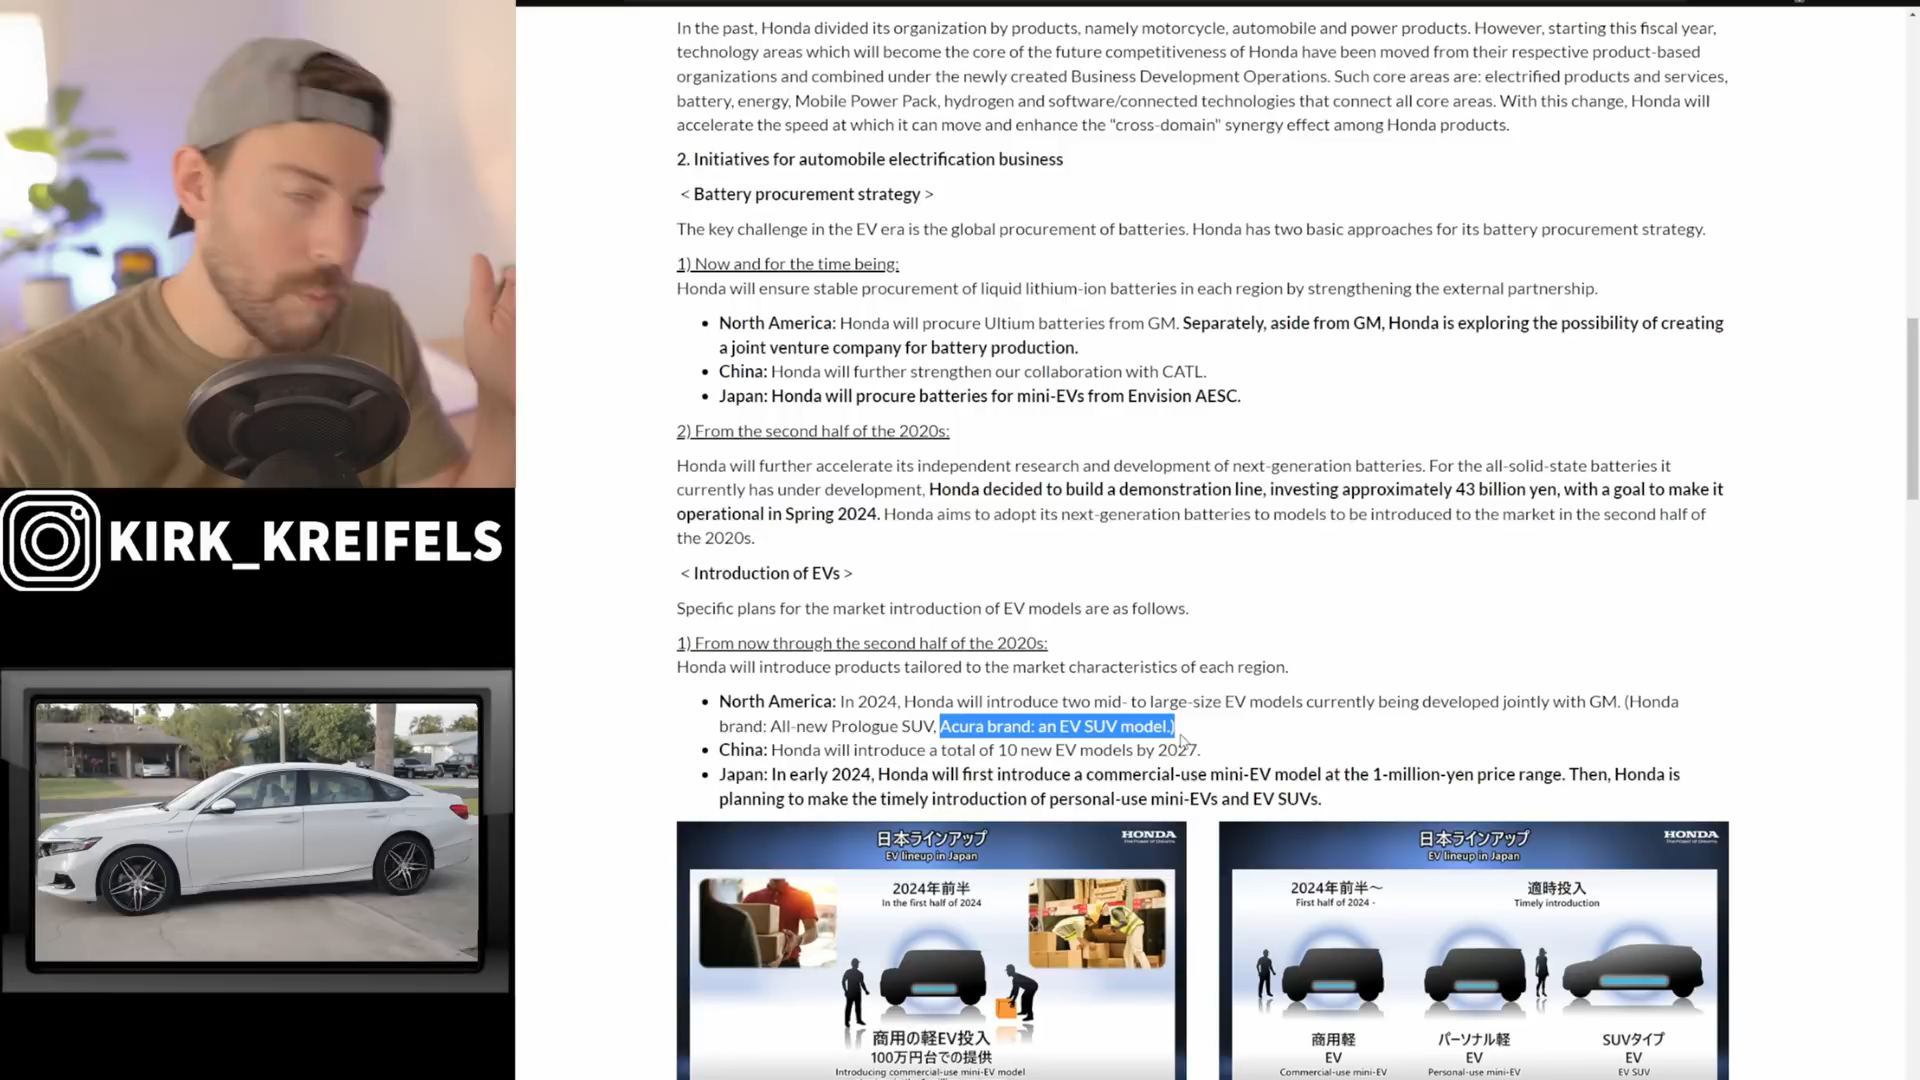 In the past, Honda divided its organization by products, namely motorcycle, automobile and power products. However, starting this fiscal year,
technology areas which will become the core of the future competitiveness of Honda have been moved from their respective product-based
organizations and combined under the newly created Business Development Operations. Such core areas are: electrified products and services,
battery, energy, Mobile Power Pack, hydrogen and software/connected technologies that connect all core areas. With this change, Honda will
accelerate the speed at which it can move and enhance the "cross-domain" synergy effect among Honda products.
2. Initiatives for automobile electrification business
< Battery procurement strategy >
The key challenge in the EV era is the global procurement of batteries. Honda has two basic approaches for its battery procurement strategy.
1) Now and for the time being:
Honda will ensure stable procurement of liquid lithium-ion batteries in each region by strengthening the external partnership.
• North America: Honda will procure Ultium batteries from GM. Separately, aside from GM, Honda is exploring the possibility of creating
a joint venture company for battery production.
• China: Honda will further strengthen our collaboration with CATL.
• Japan: Honda will procure batteries for mini-EVs from Envision AESC.
2) From the second half of the 2020s:
Honda will further accelerate its independent research and development of next-generation batteries. For the all-solid-state batteries it
currently has under development, Honda decided to build a demonstration line, investing approximately 43 billion yen, with a goal to make it
operational in Spring 2024. Honda aims to adopt its next-generation batteries to models to be introduced to the market in the second half of
the 2020s.
< Introduction of EVs >
Specific plans for the market introduction of EV models are as follows.
1) From now through the second half of the 2020s:
Honda will introduce products tailored to the market characteristics of each region.
• North America: In 2024, Honda will introduce two mid- to large-size EV models currently being developed jointly with GM. (Honda
brand: All-new Prologue SUV, Acura brand: an EV SUV model.)
• China: Honda will introduce a total of 10 new EV models by 2027.
• Japan: In early 2024, Honda will first introduce a commercial-use mini-EV model at the 1-million-yen price range. Then, Honda is
planning to make the timely introduction of personal-use mini-EVs and EV SUVs.
KIRK_KREIFELS
日本ラインアップ
EV lineup in Japan
HONDA
The Power of Dreams
2024年前半
In the first half of 2024
商用の軽EV投入
100万円台での提供
Introducing commercial-use mini-EV model
日本ラインアップ
EV lineup in Japan
HONDA
The Power of Dreams
2024年前半～
First half of 2024 -
適時投入
Timely introduction
商用軽
EV
Commercial-use mini-EV
パーソナル軽
EV
Personal-use mini-EV
SUVタイプ
EV
EV SUV